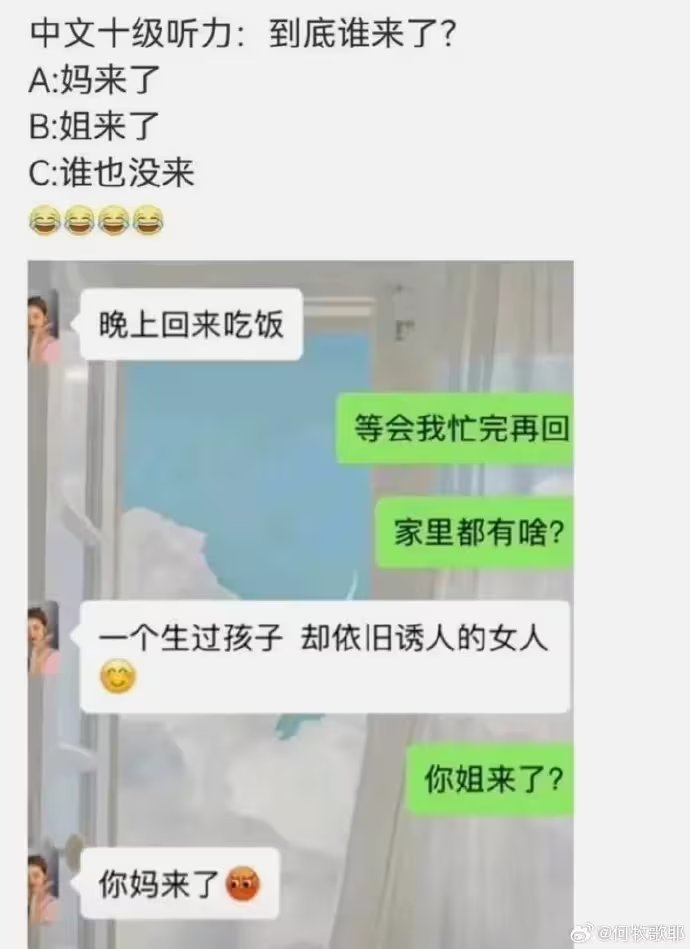 中文十级听力：到底谁来了？
A:妈来了
B:姐来了
C:谁也没来
😂😂😂😂
晚上回来吃饭
等会我忙完再回
家里都有啥？
一个生过孩子 却依旧诱人的女人
😊
你姐来了？
你妈来了😡
@何牧歌耶